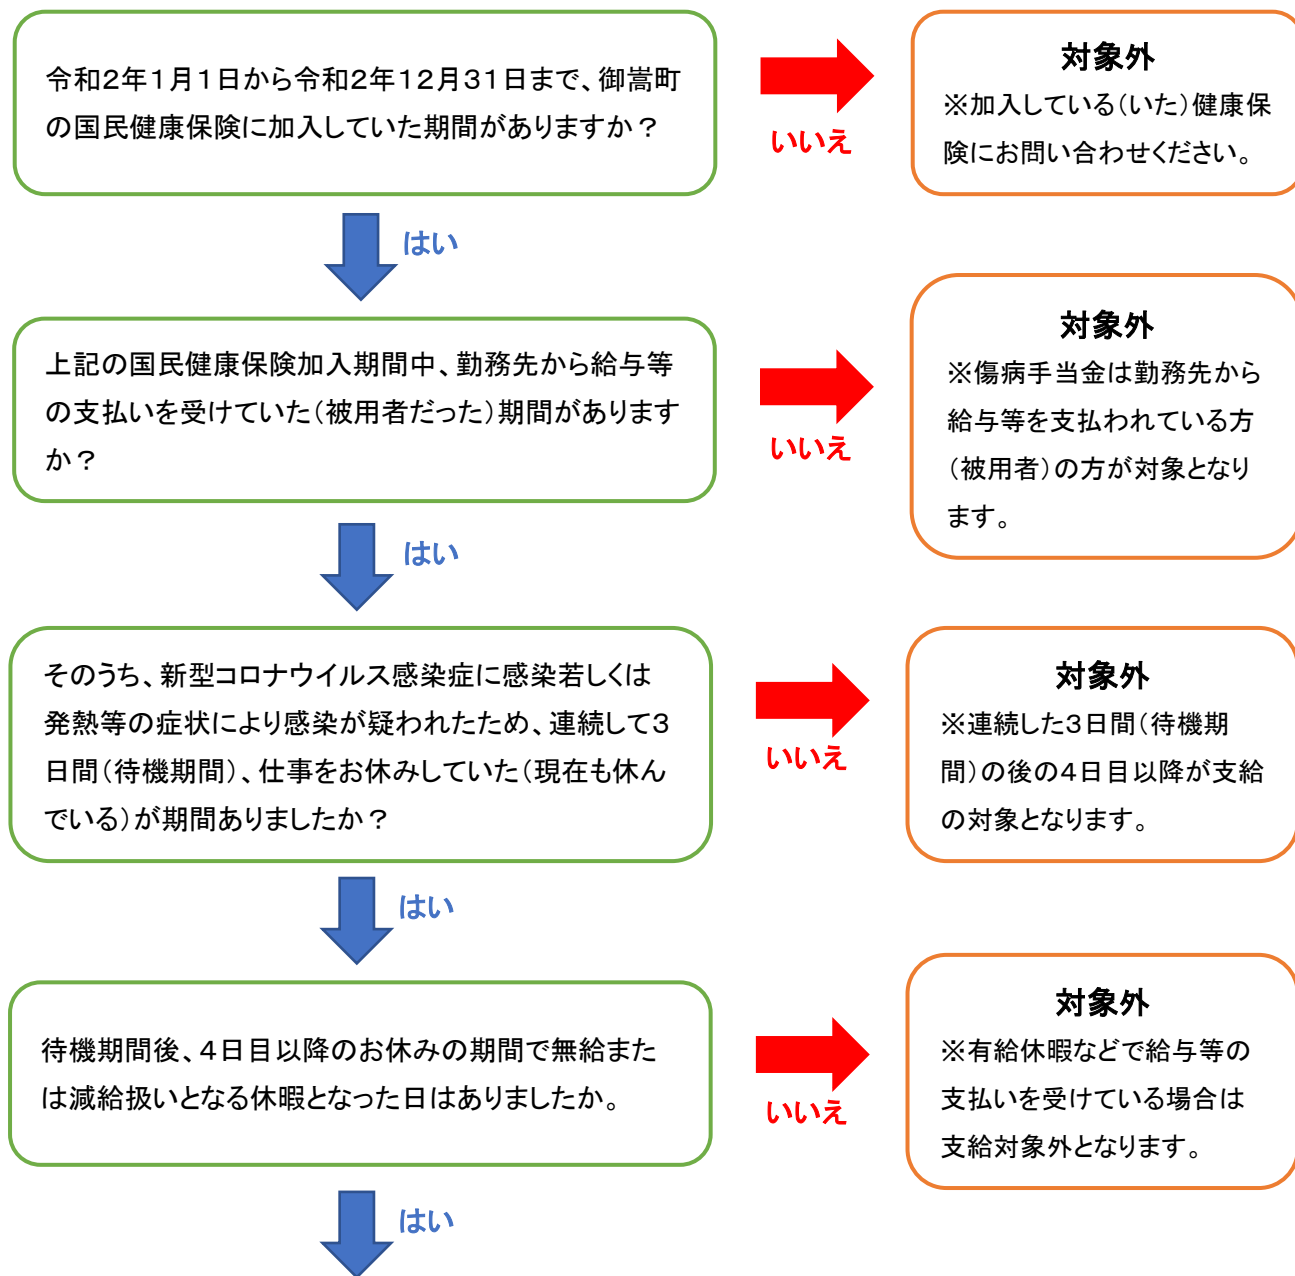 令和2年1月1日から令和2年12月31日まで、御嵩町
の国民健康保険に加入していた期間がありますか？
いいえ
対象外
※加入している(いた)健康保
険にお問い合わせください。
はい
上記の国民健康保険加入期間中、勤務先から給与等
の支払いを受けていた(被用者だった)期間があります
か？
いいえ
対象外
※傷病手当金は勤務先から
給与等を支払われている方
(被用者)の方が対象となり
ます。
はい
そのうち、新型コロナウイルス感染症に感染若しくは
発熱等の症状により感染が疑われたため、連続して3
日間(待機期間)、仕事をお休みしていた(現在も休ん
でいる)が期間ありましたか？
いいえ
対象外
※連続した3日間(待機期
間)の後の4日目以降が支給
の対象となります。
はい
待機期間後、4日目以降のお休みの期間で無給また
は減給扱いとなる休暇となった日はありましたか。
いいえ
対象外
※有給休暇などで給与等の
支払いを受けている場合は
支給対象外となります。
はい